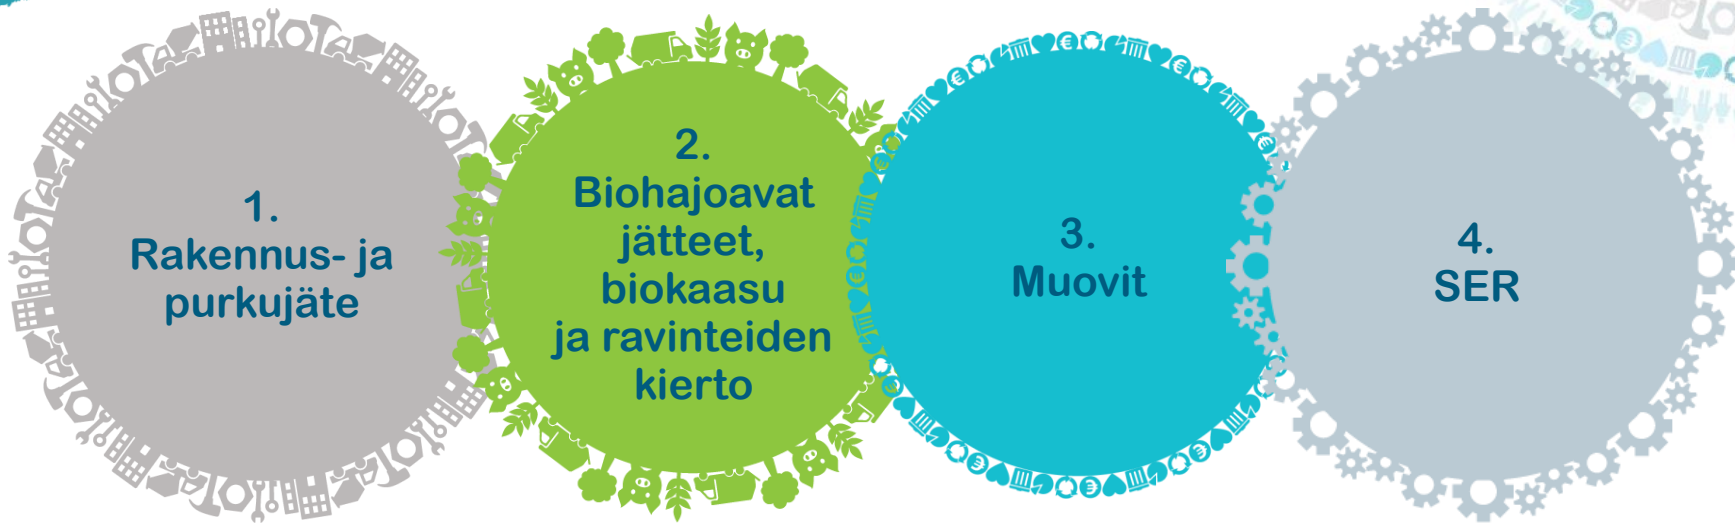 1.
Rakennus- ja
purkujäte
2.
Biohajoavat
jätteet,
biokaasu
ja ravinteiden
kierto
3.
Muovit
4.
SER